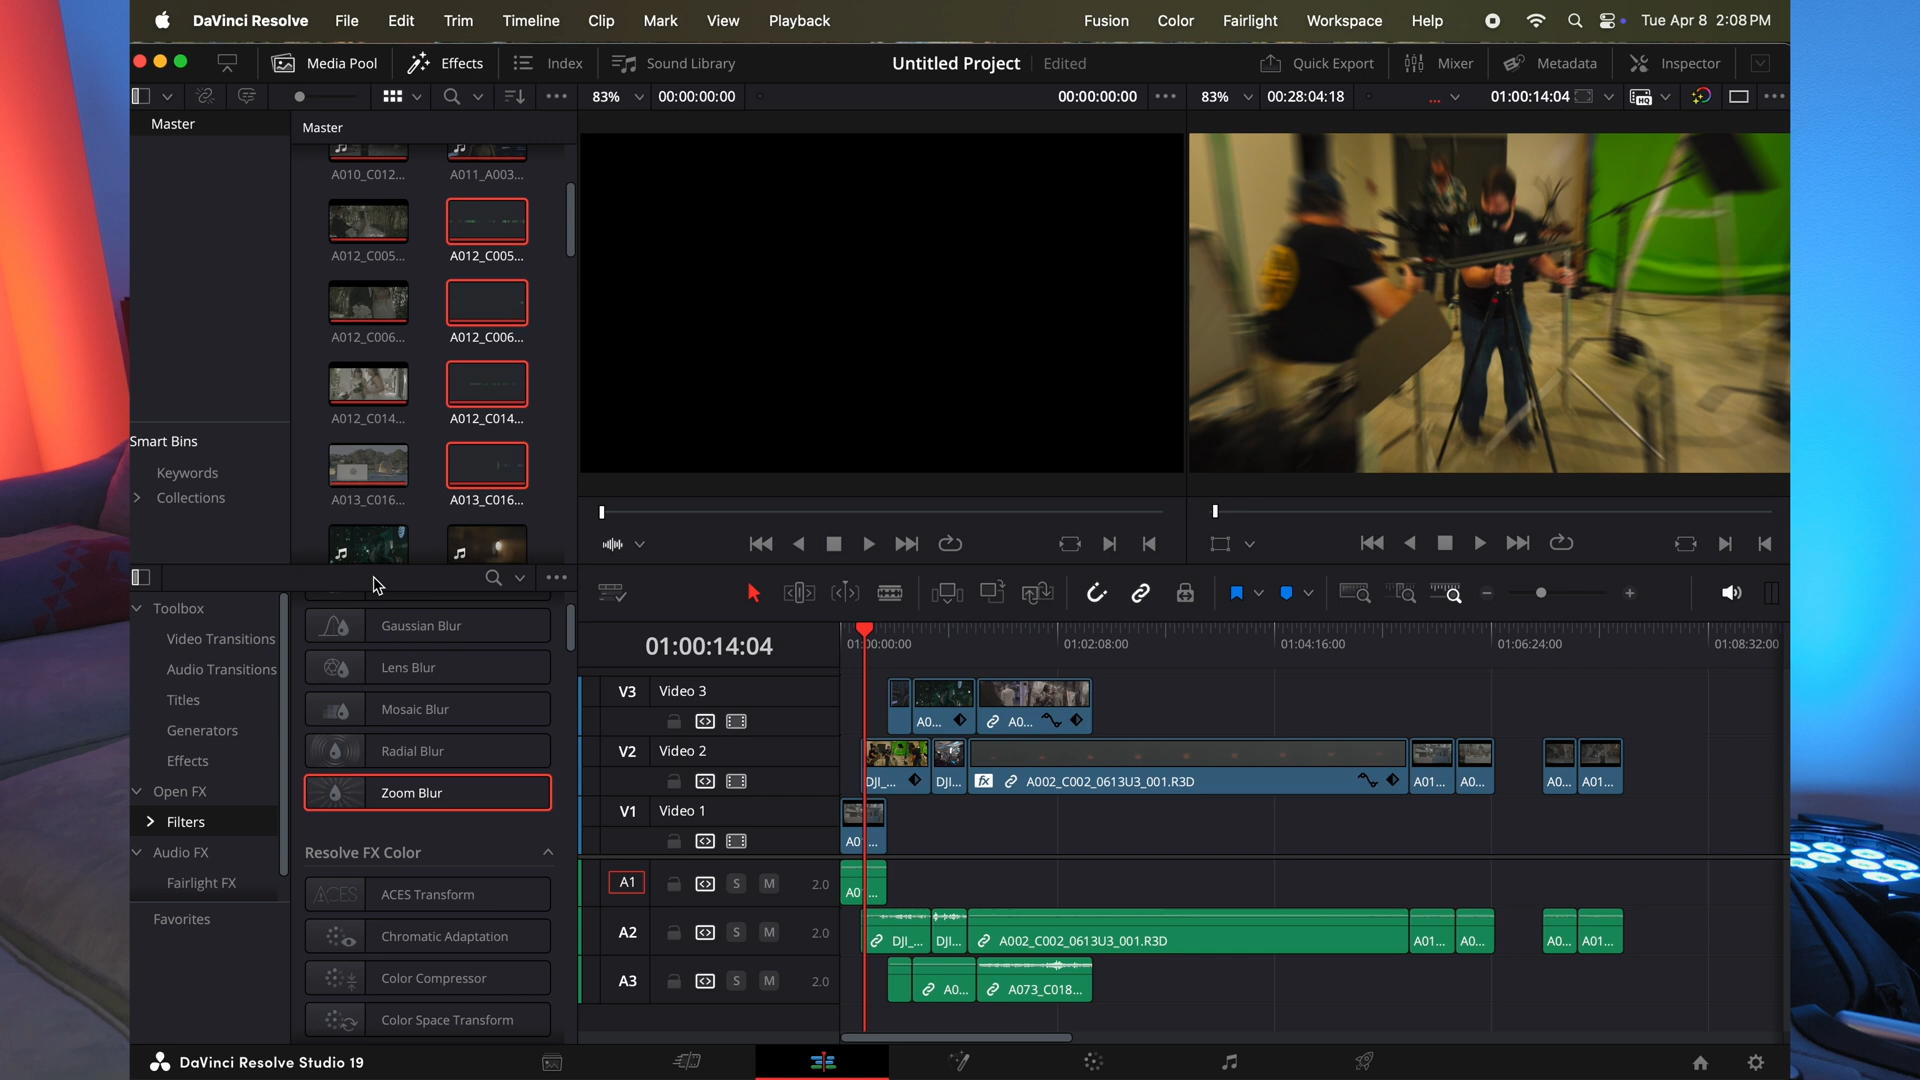 DaVinci Resolve File Edit Trim Timeline Clip Mark View Playback Fusion Color Fairlight Workspace Help Tue Apr 8 2:08 PM
Media Pool Effects Index Sound Library Untitled Project Edited Quick Export Mixer Metadata Inspector
83% 00:00:00:00 00:00:00:00 83% 00:28:04:18 ... 01:00:14:04 HQ
Master
Master
A010_C012... A011_A003...
A012_C005... A012_C005...
A012_C006... A012_C006...
A012_C014... A012_C014...
Smart Bins
Keywords
Collections
A013_C016... A013_C016...
Toolbox
Video Transitions
Audio Transitions
Titles
Generators
Effects
Open FX
Filters
Audio FX
Fairlight FX
Favorites
Gaussian Blur
Lens Blur
Mosaic Blur
Radial Blur
Zoom Blur
Resolve FX Color
ACES ACES Transform
Chromatic Adaptation
Color Compressor
Color Space Transform
01:00:14:04 01:00:00:00 01:02:08:00 01:04:16:00 01:06:24:00 01:08:32:00
V3 Video 3
A0... A0...
V2 Video 2
DJI_... DJI... fx A002_C002_0613U3_001.R3D A01... A0... A0... A01...
V1 Video 1
A0 ...
A1 S M 2.0 A0 ...
A2 S M 2.0 DJI_... DJI... A002_C002_0613U3_001.R3D A01... A0... A0... A01...
A3 S M 2.0 A0... A073_C018...
DaVinci Resolve Studio 19